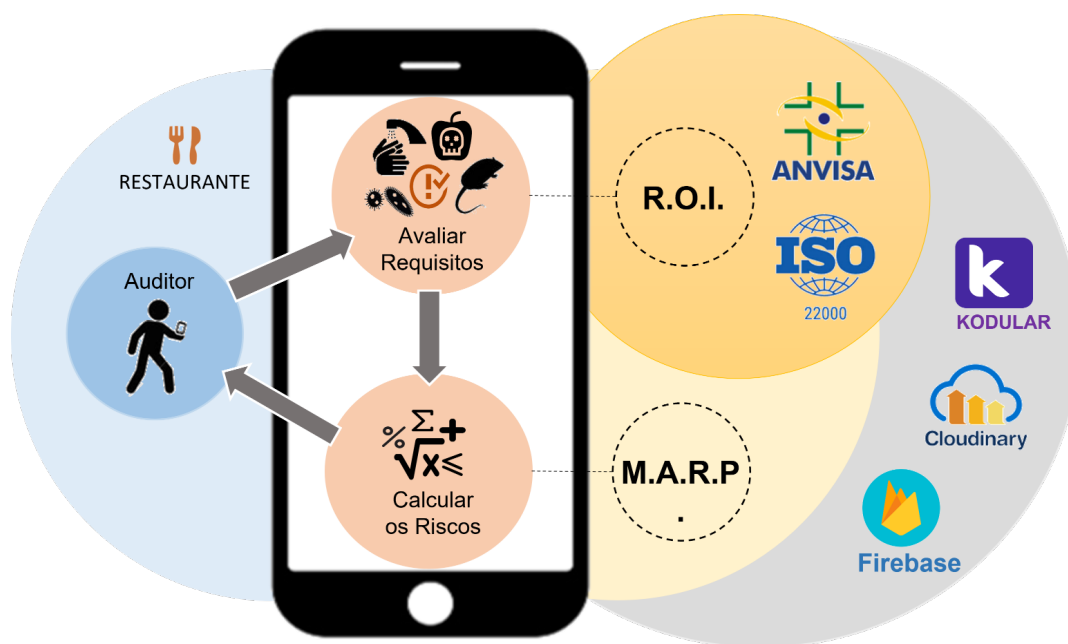 RESTAURANTE
Auditor
Avaliar
Requisitos
% Σ +
√x≤
Calcular
os Riscos
R.O.I.
M.A.R.P
.
ANVISA
ISO
22000
k
KODULAR
Cloudinary
Firebase